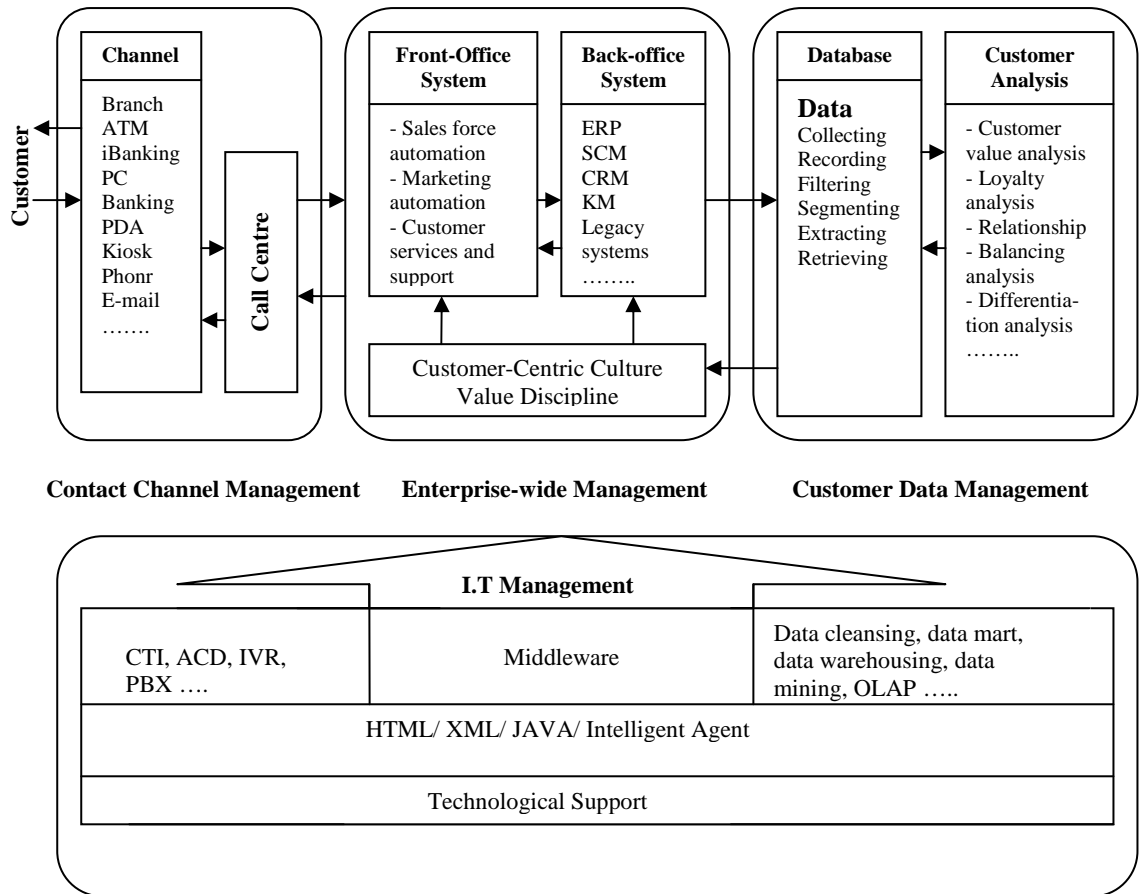 Customer
Channel
Branch
ATM
iBanking
PC
Banking
PDA
Kiosk
Phonr
E-mail
…….
Call Centre
Front-Office
System
- Sales force
automation
- Marketing
automation
- Customer
services and
support
Back-office
System
ERP
SCM
CRM
KM
Legacy
systems
……..
Customer-Centric Culture
Value Discipline
Database
Data
Collecting
Recording
Filtering
Segmenting
Extracting
Retrieving
Customer
Analysis
- Customer
value analysis
- Loyalty
analysis
- Relationship
- Balancing
analysis
- Differentia-
tion analysis
……..
Contact Channel Management
Enterprise-wide Management
Customer Data Management
I.T Management
CTI, ACD, IVR,
PBX ….
Middleware
Data cleansing, data mart,
data warehousing, data
mining, OLAP …..
HTML/ XML/ JAVA/ Intelligent Agent
Technological Support